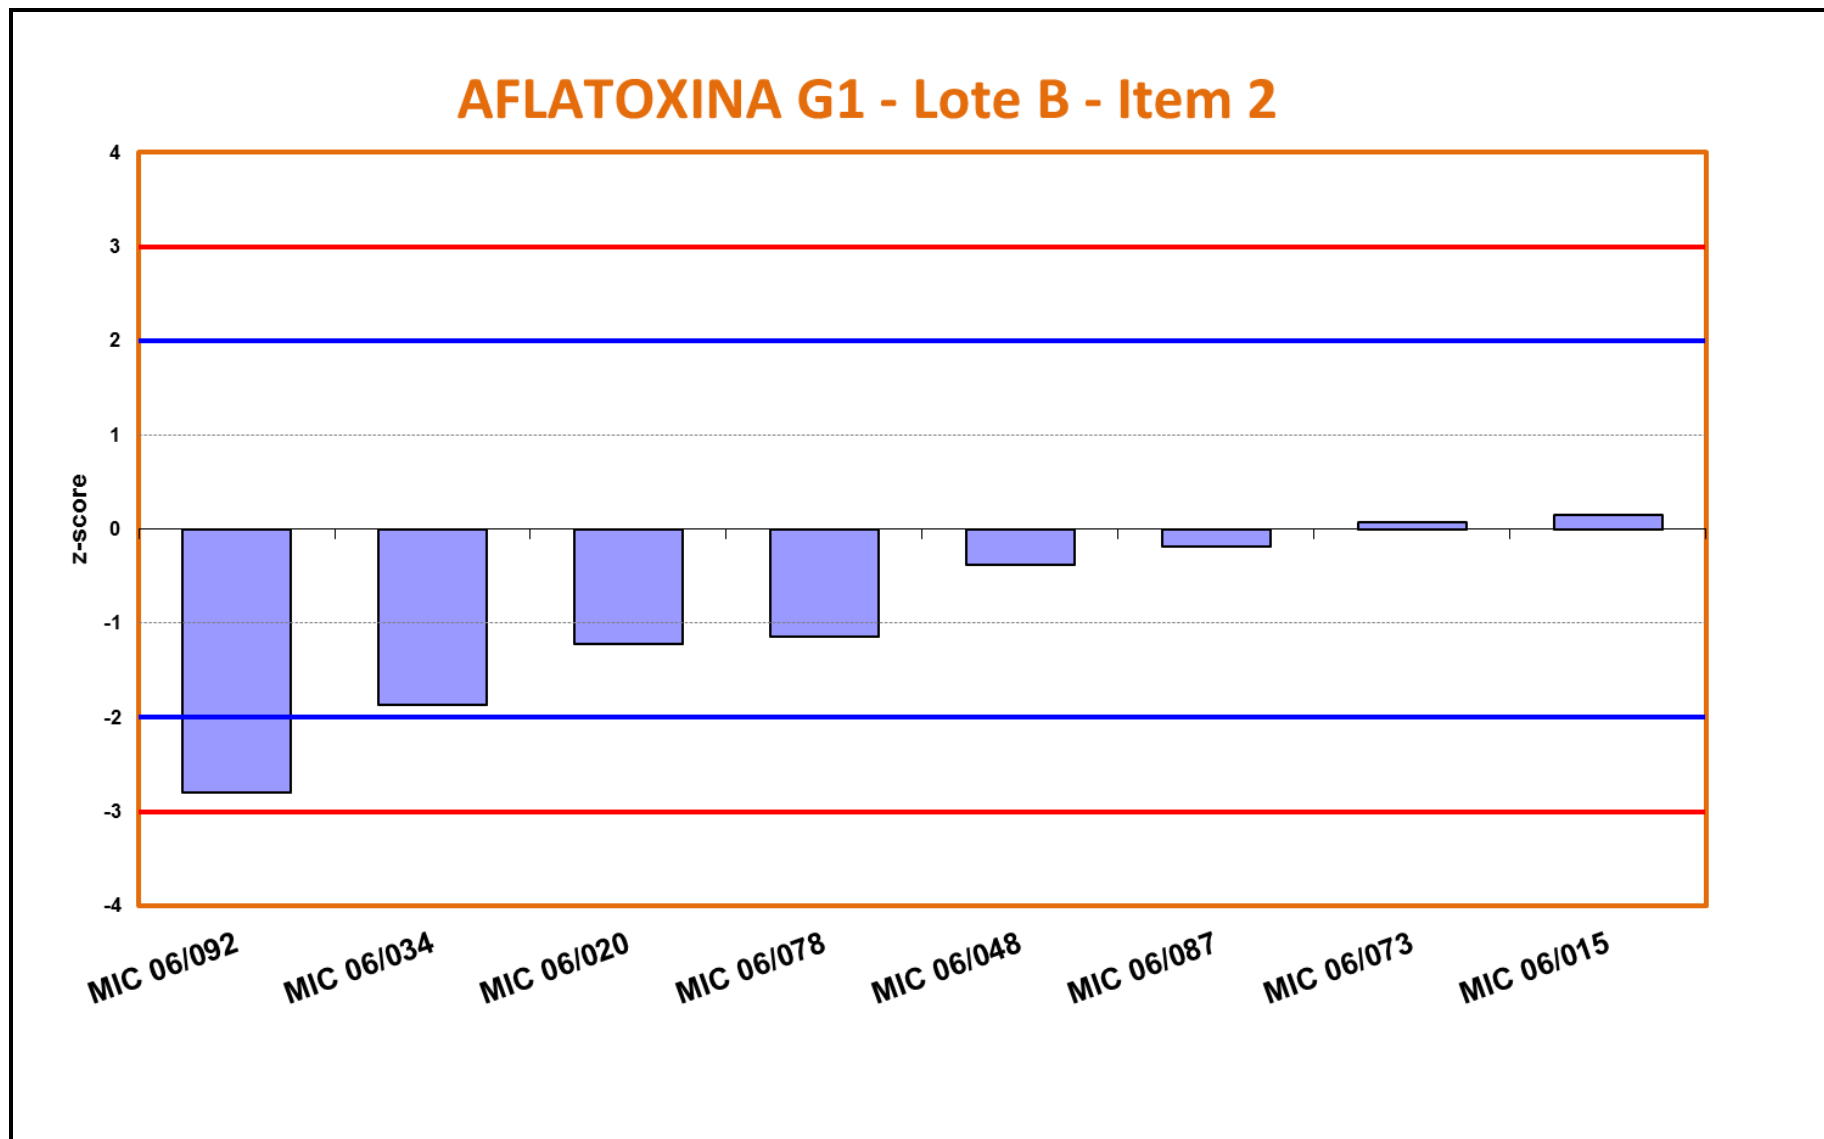 AFLATOXINA G1 - Lote B - Item 2
4
3
2
1
0
-1
-2
-3
-4
z-score
MIC 06/092
MIC 06/034
MIC 06/020
MIC 06/078
MIC 06/048
MIC 06/087
MIC 06/073
MIC 06/015